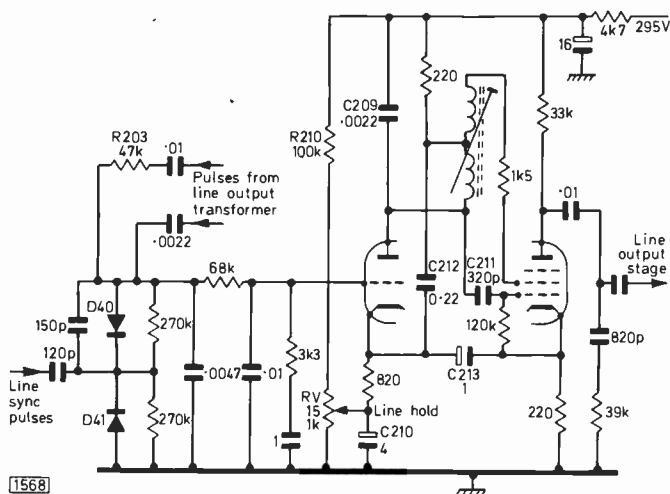 4k7
295V
16
C209
.0022
220
33k
R203
47k
.01
R210
100k
Pulses from
line output
transformer
.0022
1k5
.01
68k
C212
0.22
C211
320p
Line
output
stage
150p
D40
270k
120p
.0047
.01
3k3
120k
820p
Line
sync
pulses
D41
270k
RV
15
1k
820
Line hold
C213
1
220
39k
1
C210
4
1568